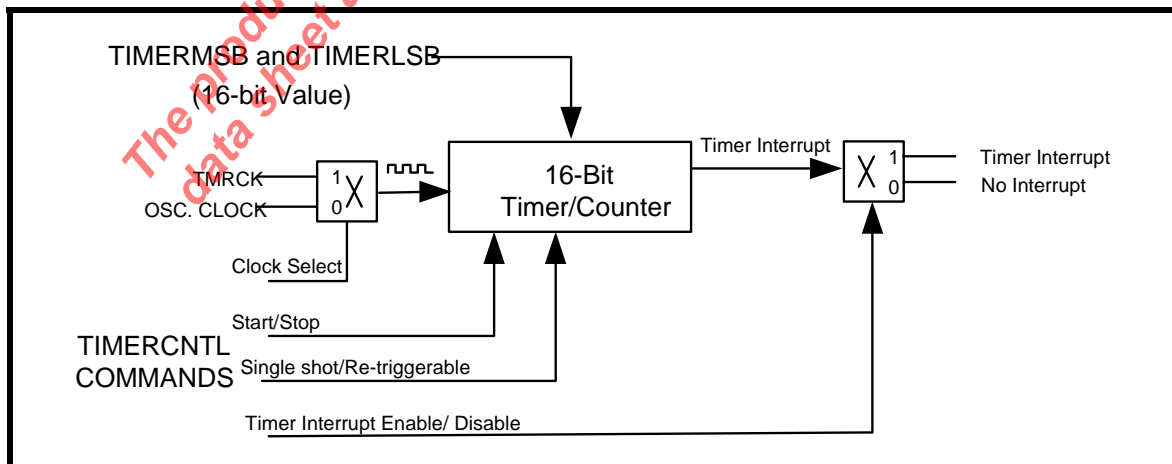 The produ
data sheet a
TIMERMSB and TIMERLSB
(16-bit Value)
TMRCK
OSC. CLOCK
1
0
X
Clock Select
16-Bit
Timer/Counter
Timer Interrupt
X
1
0
Timer Interrupt
No Interrupt
Start/Stop
TIMERCNTL
COMMANDS
Single shot/Re-triggerable
Timer Interrupt Enable/ Disable